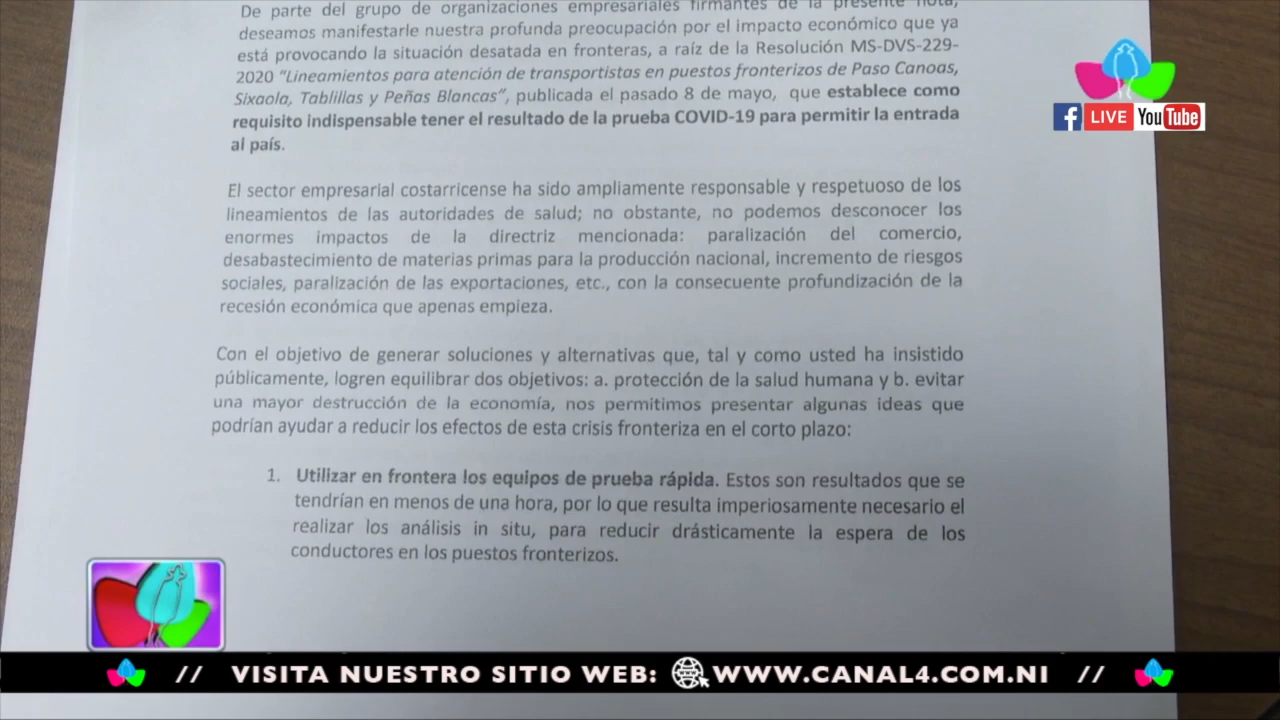 De parte del grupo de organizaciones empresariales firmantes de la presente nota,
deseamos manifestarle nuestra profunda preocupación por el impacto económico que ya
está provocando la situación desatada en fronteras, a raíz de la Resolución MS-DVS-229-
2020 “Lineamientos para atención de transportistas en puestos fronterizos de Paso Canoas,
Sixaola, Tablillas y Peñas Blancas”, publicada el pasado 8 de mayo, que establece como
requisito indispensable tener el resultado de la prueba COVID-19 para permitir la entrada
al país.
El sector empresarial costarricense ha sido ampliamente responsable y respetuoso de los
lineamientos de las autoridades de salud; no obstante, no podemos desconocer los
enormes impactos de la directriz mencionada: paralización del comercio,
desabastecimiento de materias primas para la producción nacional, incremento de riesgos
sociales, paralización de las exportaciones, etc., con la consecuente profundización de la
recesión económica que apenas empieza.
Con el objetivo de generar soluciones y alternativas que, tal y como usted ha insistido
públicamente, logren equilibrar dos objetivos: a. protección de la salud humana y b. evitar
una mayor destrucción de la economía, nos permitimos presentar algunas ideas que
podrían ayudar a reducir los efectos de esta crisis fronteriza en el corto plazo:
1. Utilizar en frontera los equipos de prueba rápida. Estos son resultados que se
tendrían en menos de una hora, por lo que resulta imperiosamente necesario el
realizar los análisis in situ, para reducir drásticamente la espera de los
conductores en los puestos fronterizos.
f LIVE YouTube
// VISITA NUESTRO SITIO WEB: WWW.CANAL4.COM.NI //